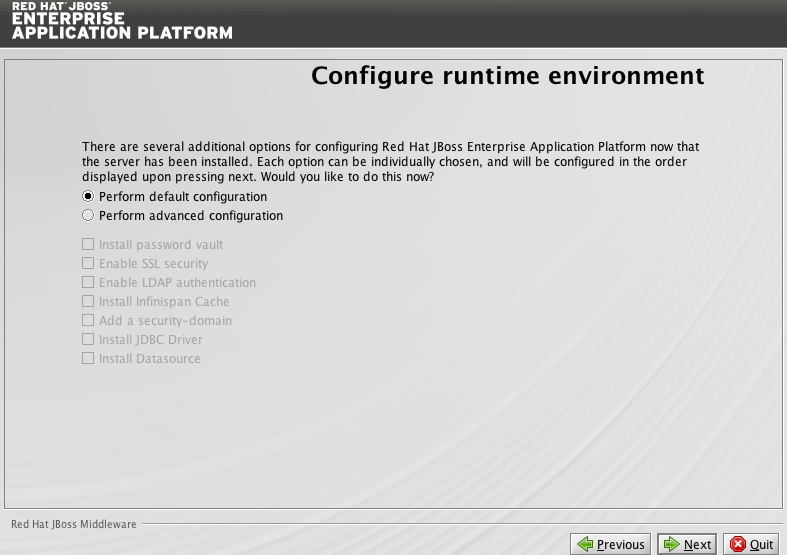 RED HAT JBOSS
ENTERPRISE
APPLICATION PLATFORM
Configure runtime environment
There are several additional options for configuring Red Hat JBoss Enterprise Application Platform now that
the server has been installed. Each option can be individually chosen, and will be configured in the order
displayed upon pressing next. Would you like to do this now?
Perform default configuration
Perform advanced configuration
Install password vault
Enable SSL security
Enable LDAP authentication
Install Infinispan Cache
Add a security-domain
Install JDBC Driver
Install Datasource
Red Hat JBoss Middleware
Previous Next Quit